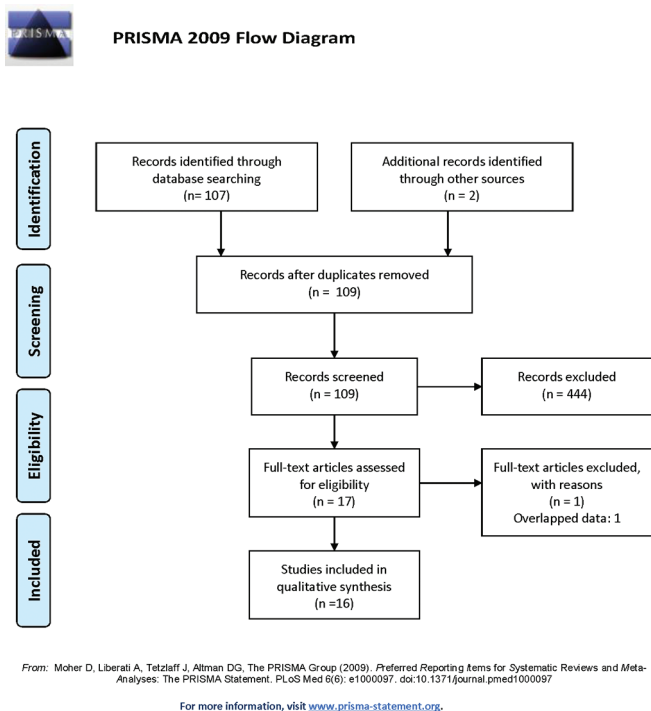 PRISMA
PRISMA 2009 Flow Diagram
Identification
Records identified through
database searching
(n= 107)
Additional records identified
through other sources
(n = 2)
Screening
Records after duplicates removed
(n = 109)
Records screened
(n = 109)
Records excluded
(n = 444)
Eligibility
Full-text articles assessed
for eligibility
(n = 17)
Full-text articles excluded,
with reasons
(n = 1)
Overlapped data: 1
Included
Studies included in
qualitative synthesis
(n =16)
From: Moher D, Liberati A, Tetzlaff J, Altman DG, The PRISMA Group (2009). Preferred Reporting Items for Systematic Reviews and Meta-
Analyses: The PRISMA Statement. PLoS Med 6(6): e1000097. doi:10.1371/journal.pmed1000097
For more information, visit www.prisma-statement.org.